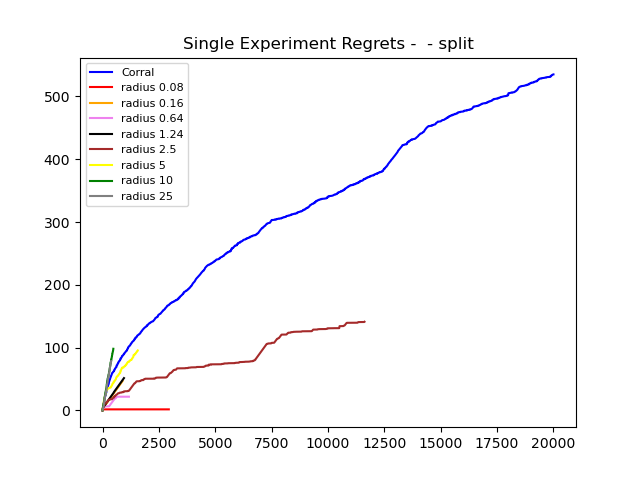 Single Experiment Regrets -  - split
Corral
radius 0.08
radius 0.16
radius 0.64
radius 1.24
radius 2.5
radius 5
radius 10
radius 25
500
400
300
200
100
0
0 2500 5000 7500 10000 12500 15000 17500 20000